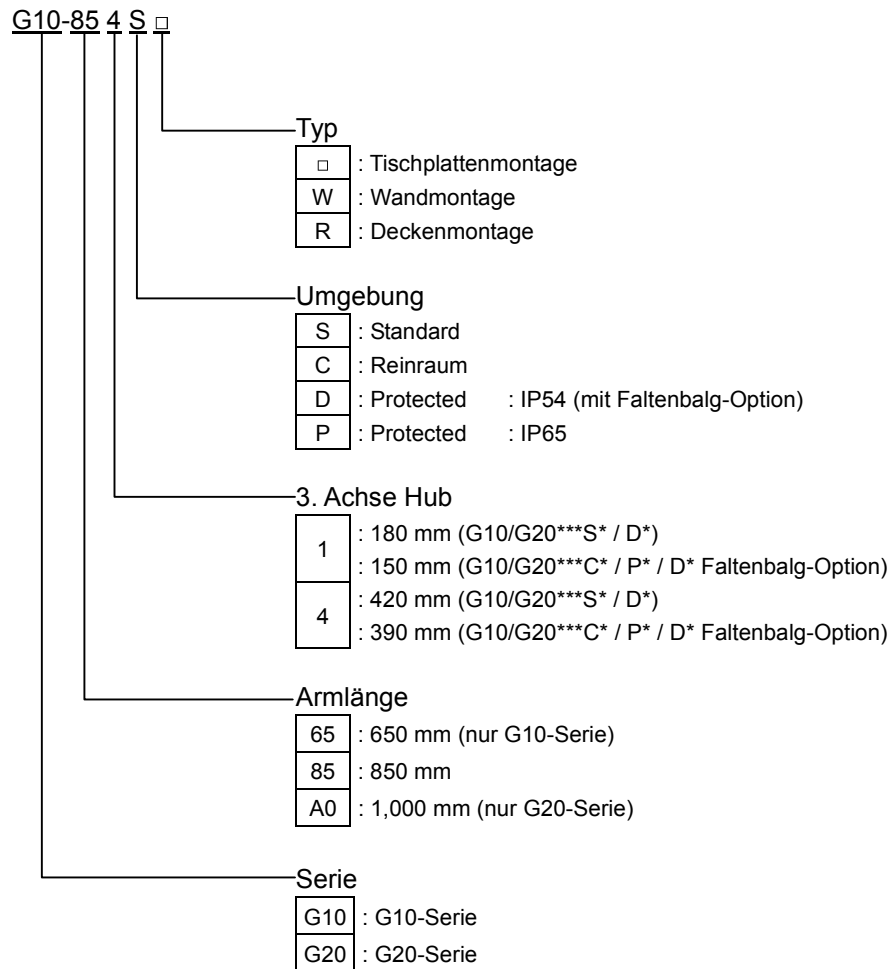 G10-85 4 S □
Typ
□ : Tischplattenmontage
W : Wandmontage
R : Deckenmontage
Umgebung
S : Standard
C : Reinraum
D : Protected : IP54 (mit Faltenbalg-Option)
P : Protected : IP65
3. Achse Hub
1 : 180 mm (G10/G20***S* / D*)
: 150 mm (G10/G20***C* / P* / D* Faltenbalg-Option)
4 : 420 mm (G10/G20***S* / D*)
: 390 mm (G10/G20***C* / P* / D* Faltenbalg-Option)
Armlänge
65 : 650 mm (nur G10-Serie)
85 : 850 mm
A0 : 1,000 mm (nur G20-Serie)
Serie
G10 : G10-Serie
G20 : G20-Serie